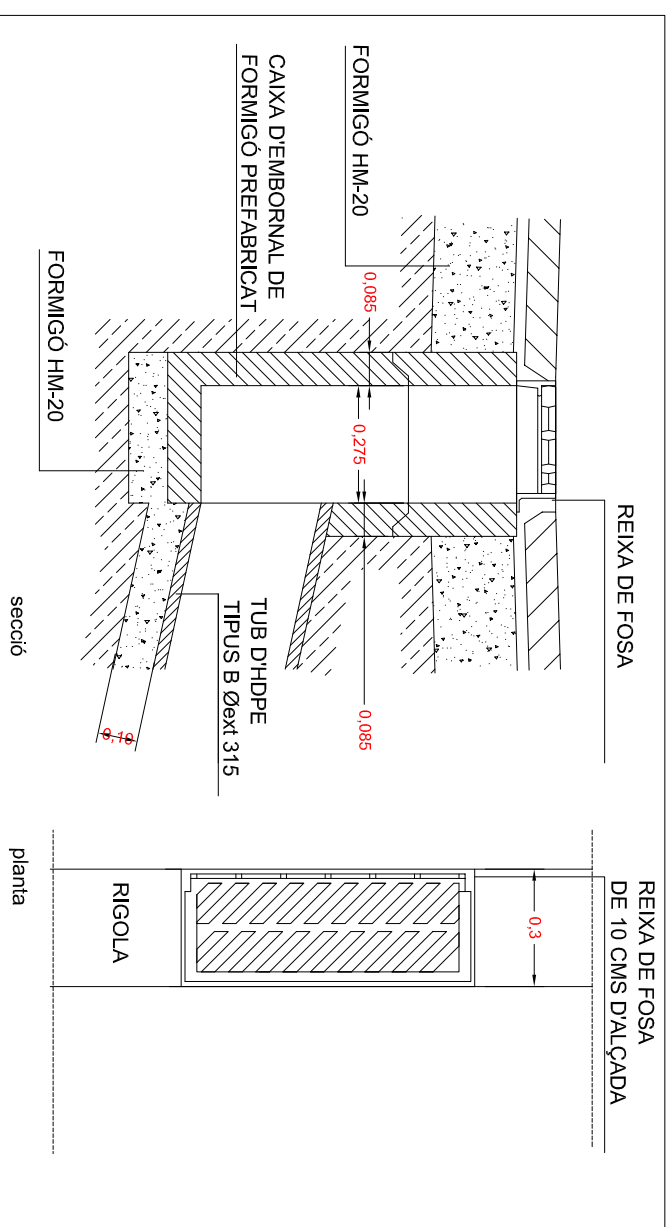 REIXA DE FOSA
FORMIGÓ HM-20
CAIXA D'EMBORNAL DE
FORMIGÓ PREFABRICAT
FORMIGÓ HM-20
0,085
0,275
0,085
TUB D'HDPE
TIPUS B Øext 315
0,10
secció
REIXA DE FOSA
DE 10 CMS D'ALÇADA
0,3
RIGOLA
planta